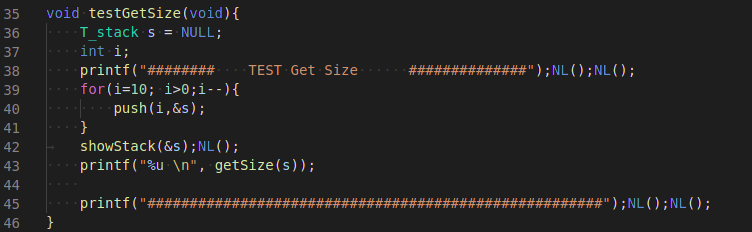 35 void testGetSize(void){
36     T_stack s = NULL;
37     int i;
38     printf("########    TEST Get Size      ##############");NL();NL();
39     for(i=10; i>0;i--){
40         push(i,&s);
41     }
42     showStack(&s);NL();
43     printf("%u \n", getSize(s));
44
45     printf("######################################################");NL();NL();
46 }